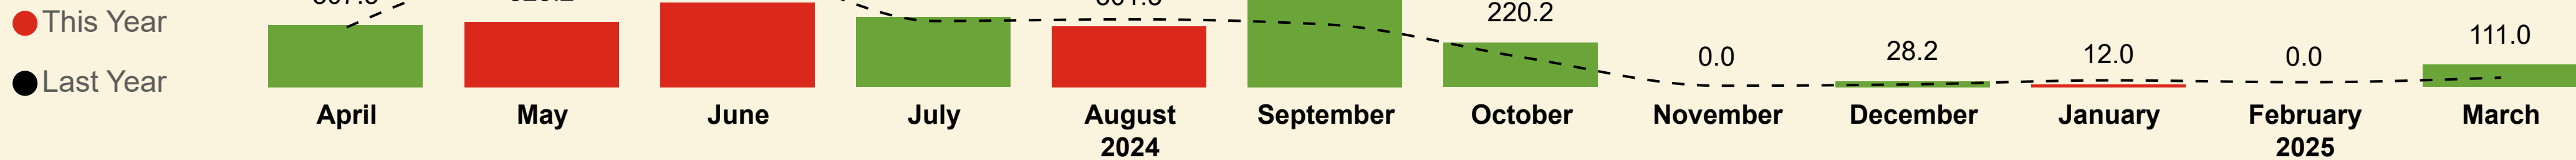 This Year
Last Year
220.2
0.0
28.2
12.0
0.0
111.0
April
May
June
July
August
September
October
November
December
January
February
March
2024
2025